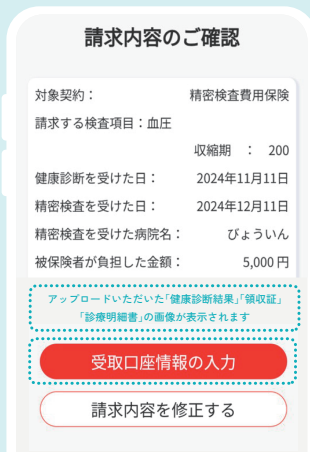 請求内容のご確認
対象契約： 精密検査費用保険
請求する検査項目：血圧
収縮期 ： 200
健康診断を受けた日： 2024年11月11日
精密検査を受けた日： 2024年12月11日
精密検査を受けた病院名： びょういん
被保険者が負担した金額： 5,000 円
アップロードいただいた「健康診断結果」「領収証」
「診療明細書」の画像が表示されます
受取口座情報の入力
請求内容を修正する